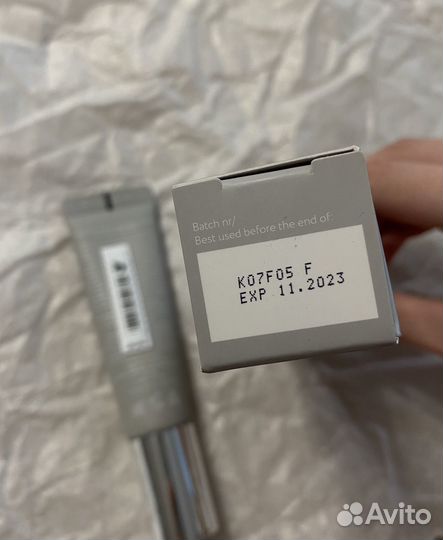 Batch nr/
Best used before the end of:
K07F05 F
EXP 11.2023
Avito